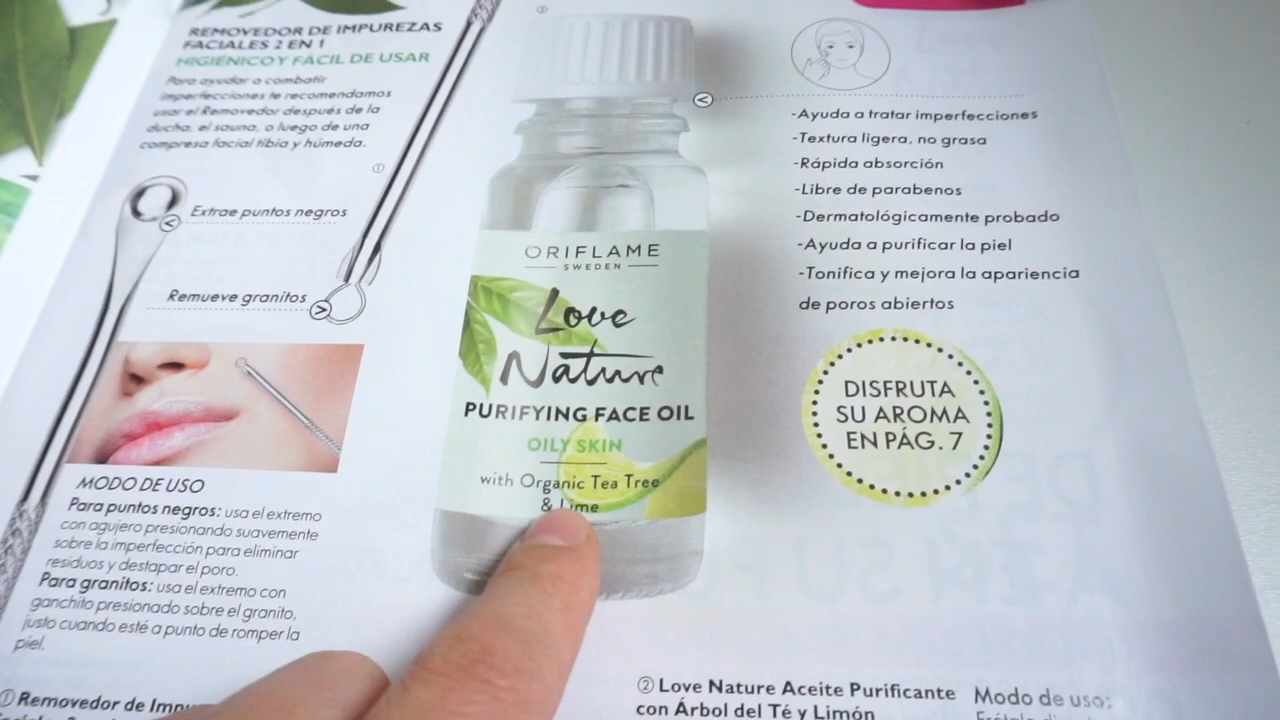 REMOVEDOR DE IMPUREZAS
FACIALES 2 EN 1
HIGIÉNICO Y FÁCIL DE USAR
Para ayudar a combatir
imperfecciones te recomendamos
usar el Removedor después de la
ducha, el sauna, o luego de una
compresa facial tibia y húmeda.
①
Extrae puntos negros
Remueve granitos
MODO DE USO
Para puntos negros: usa el extremo
con agujero presionando suavemente
sobre la imperfección para eliminar
residuos y destapar el poro.
Para granitos: usa el extremo con
ganchito presionado sobre el granito,
justo cuando esté a punto de romper la
piel.
① Removedor de
②
ORIFLAME
SWEDEN
Love
Nature
PURIFYING FACE OIL
OILY SKIN
with Organic Tea Tree
& Lime
-Ayuda a tratar imperfecciones
-Textura ligera, no grasa
-Rápida absorción
-Libre de parabenos
-Dermatológicamente probado
-Ayuda a purificar la piel
-Tonifica y mejora la apariencia
de poros abiertos
DISFRUTA
SU AROMA
EN PÁG. 7
② Love Nature Aceite Purificante
con Árbol del Té y Limón
Modo de uso: